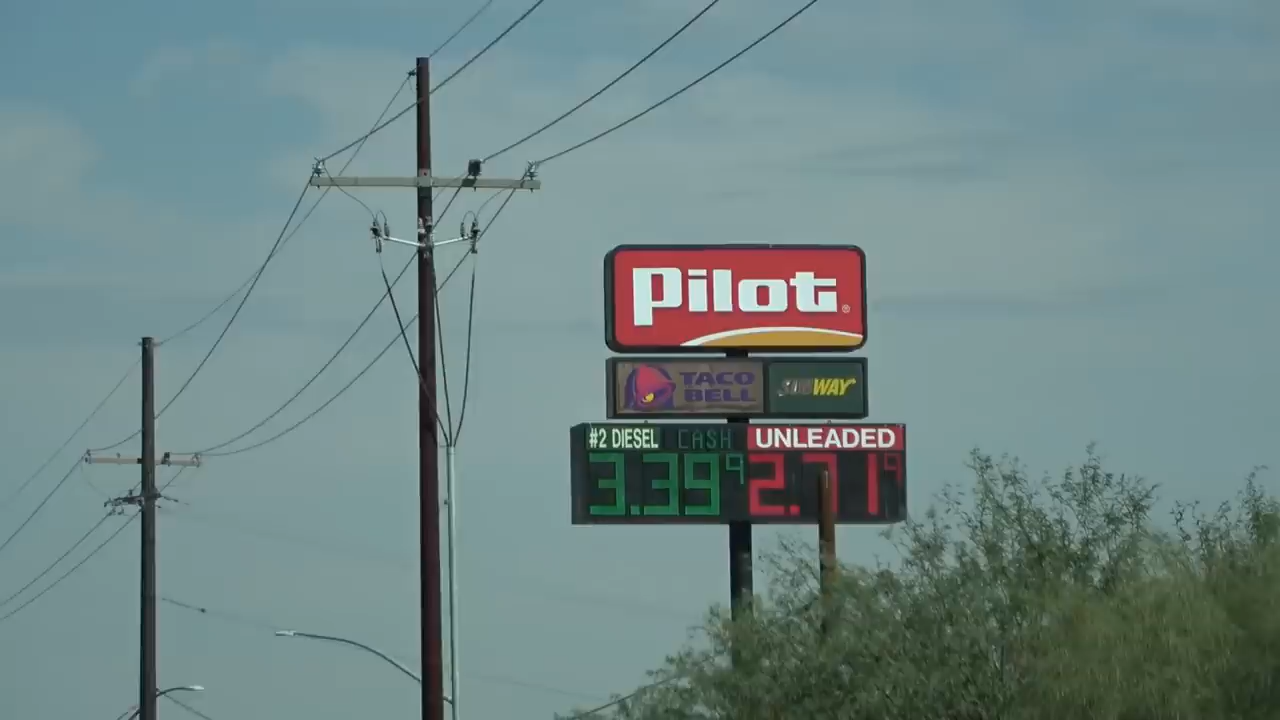 Pilot®
TACO
BELL
SUBWAY
#2 DIESEL CASH UNLEADED
3.39⁹